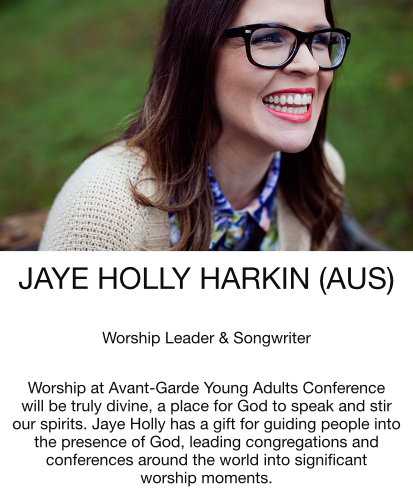 JAYE HOLLY HARKIN (AUS)
Worship Leader & Songwriter
Worship at Avant-Garde Young Adults Conference
will be truly divine, a place for God to speak and stir
our spirits. Jaye Holly has a gift for guiding people into
the presence of God, leading congregations and
conferences around the world into significant
worship moments.